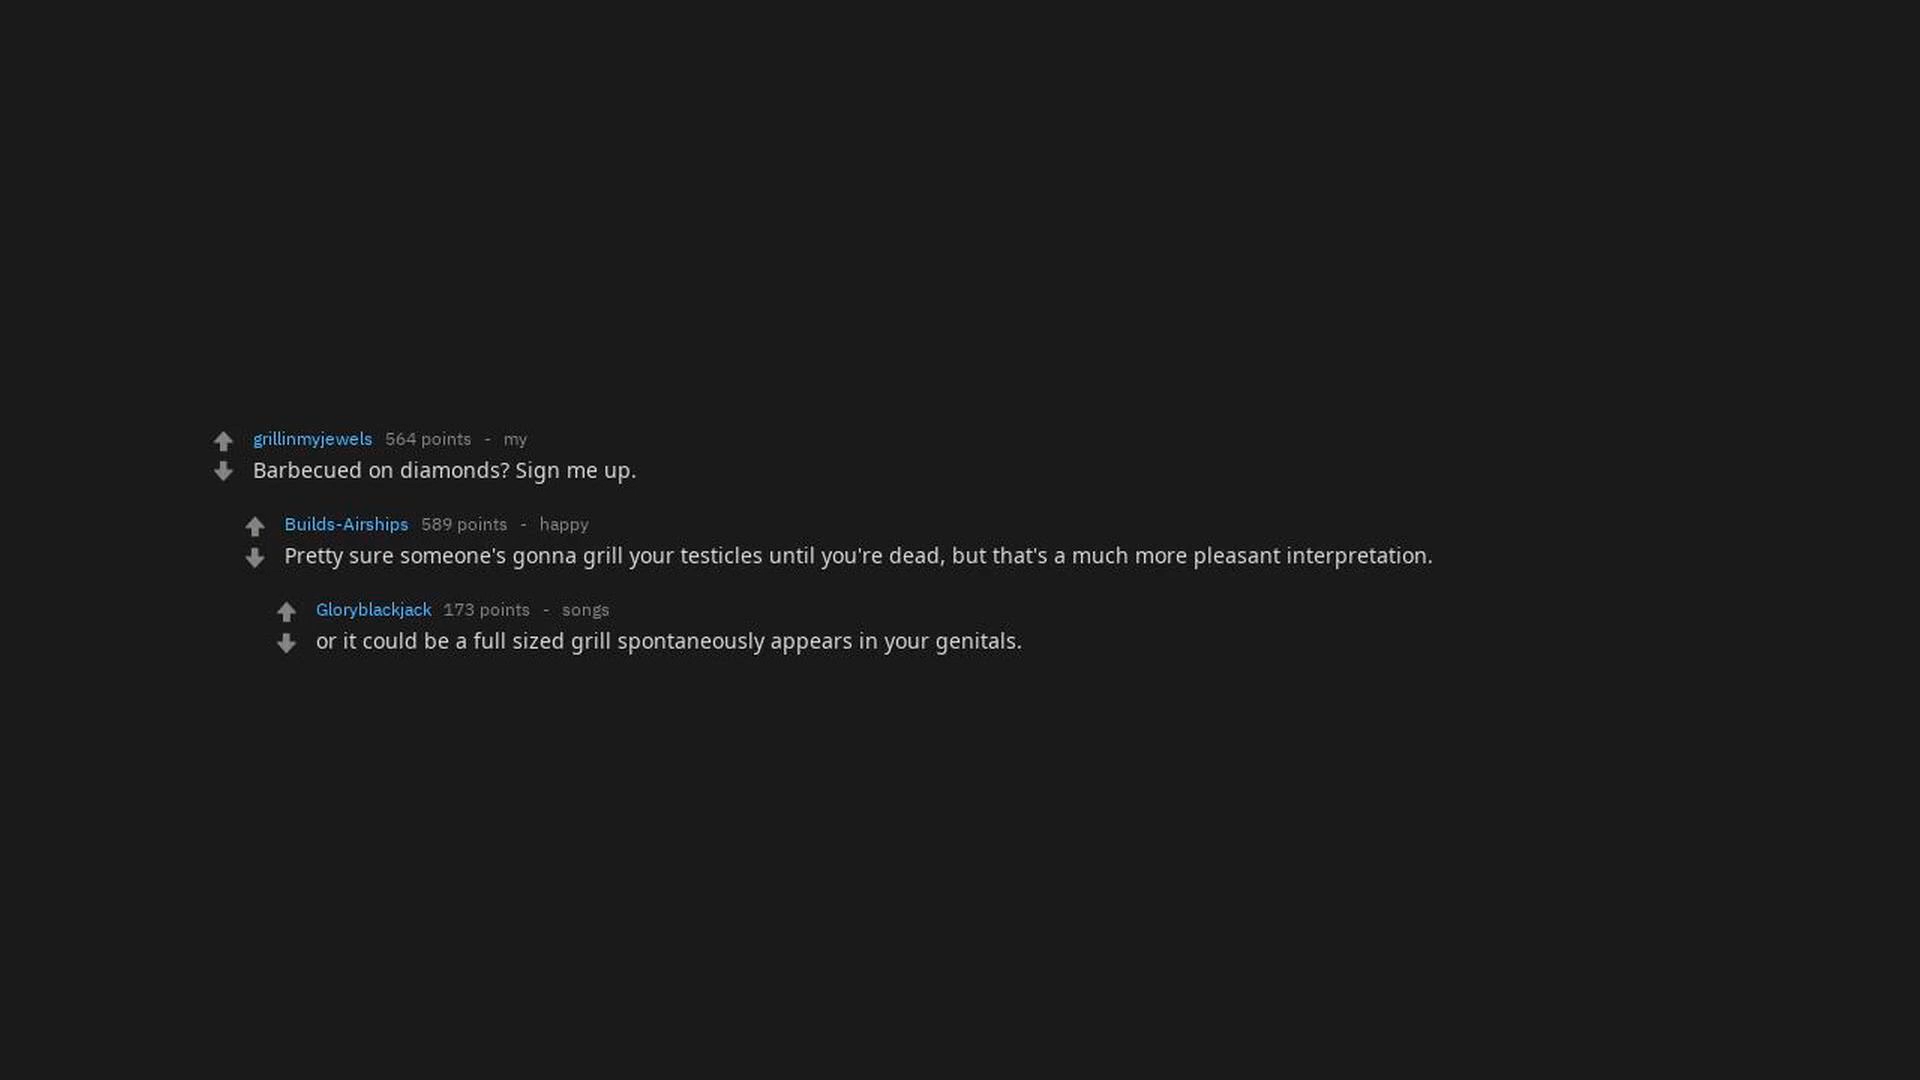 grillinmyjewels 564 points - my
Barbecued on diamonds? Sign me up.
Builds-Airships 589 points - happy
Pretty sure someone's gonna grill your testicles until you're dead, but that's a much more pleasant interpretation.
Gloryblackjack 173 points - songs
or it could be a full sized grill spontaneously appears in your genitals.